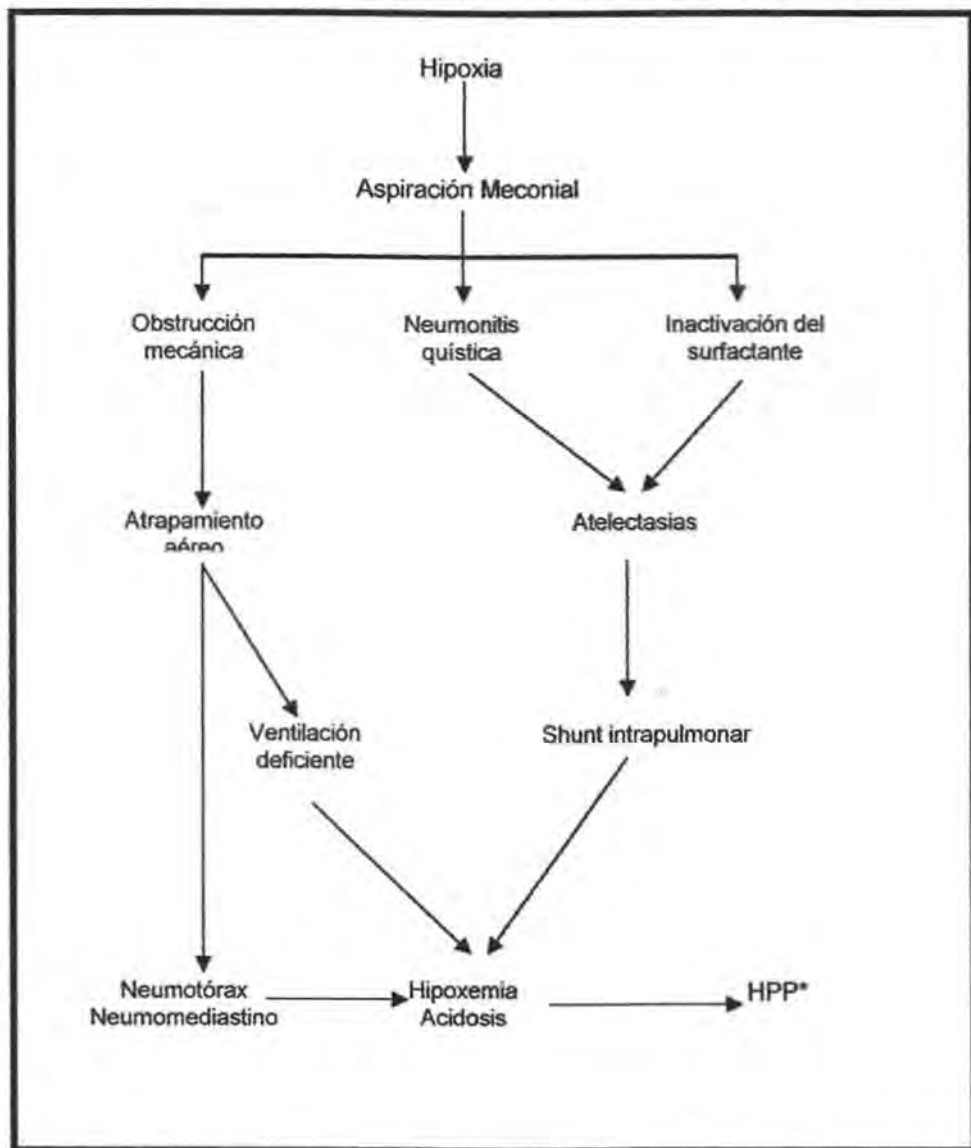 Hipoxia
Aspiración Meconial
Obstrucción
mecánica
Neumonitis
quística
Inactivación del
surfactante
Atrapamiento
aéreo
Atelectasias
Ventilación
deficiente
Shunt intrapulmonar
Neumotórax
Neumomediastino
Hipoxemia
Acidosis
HPP*